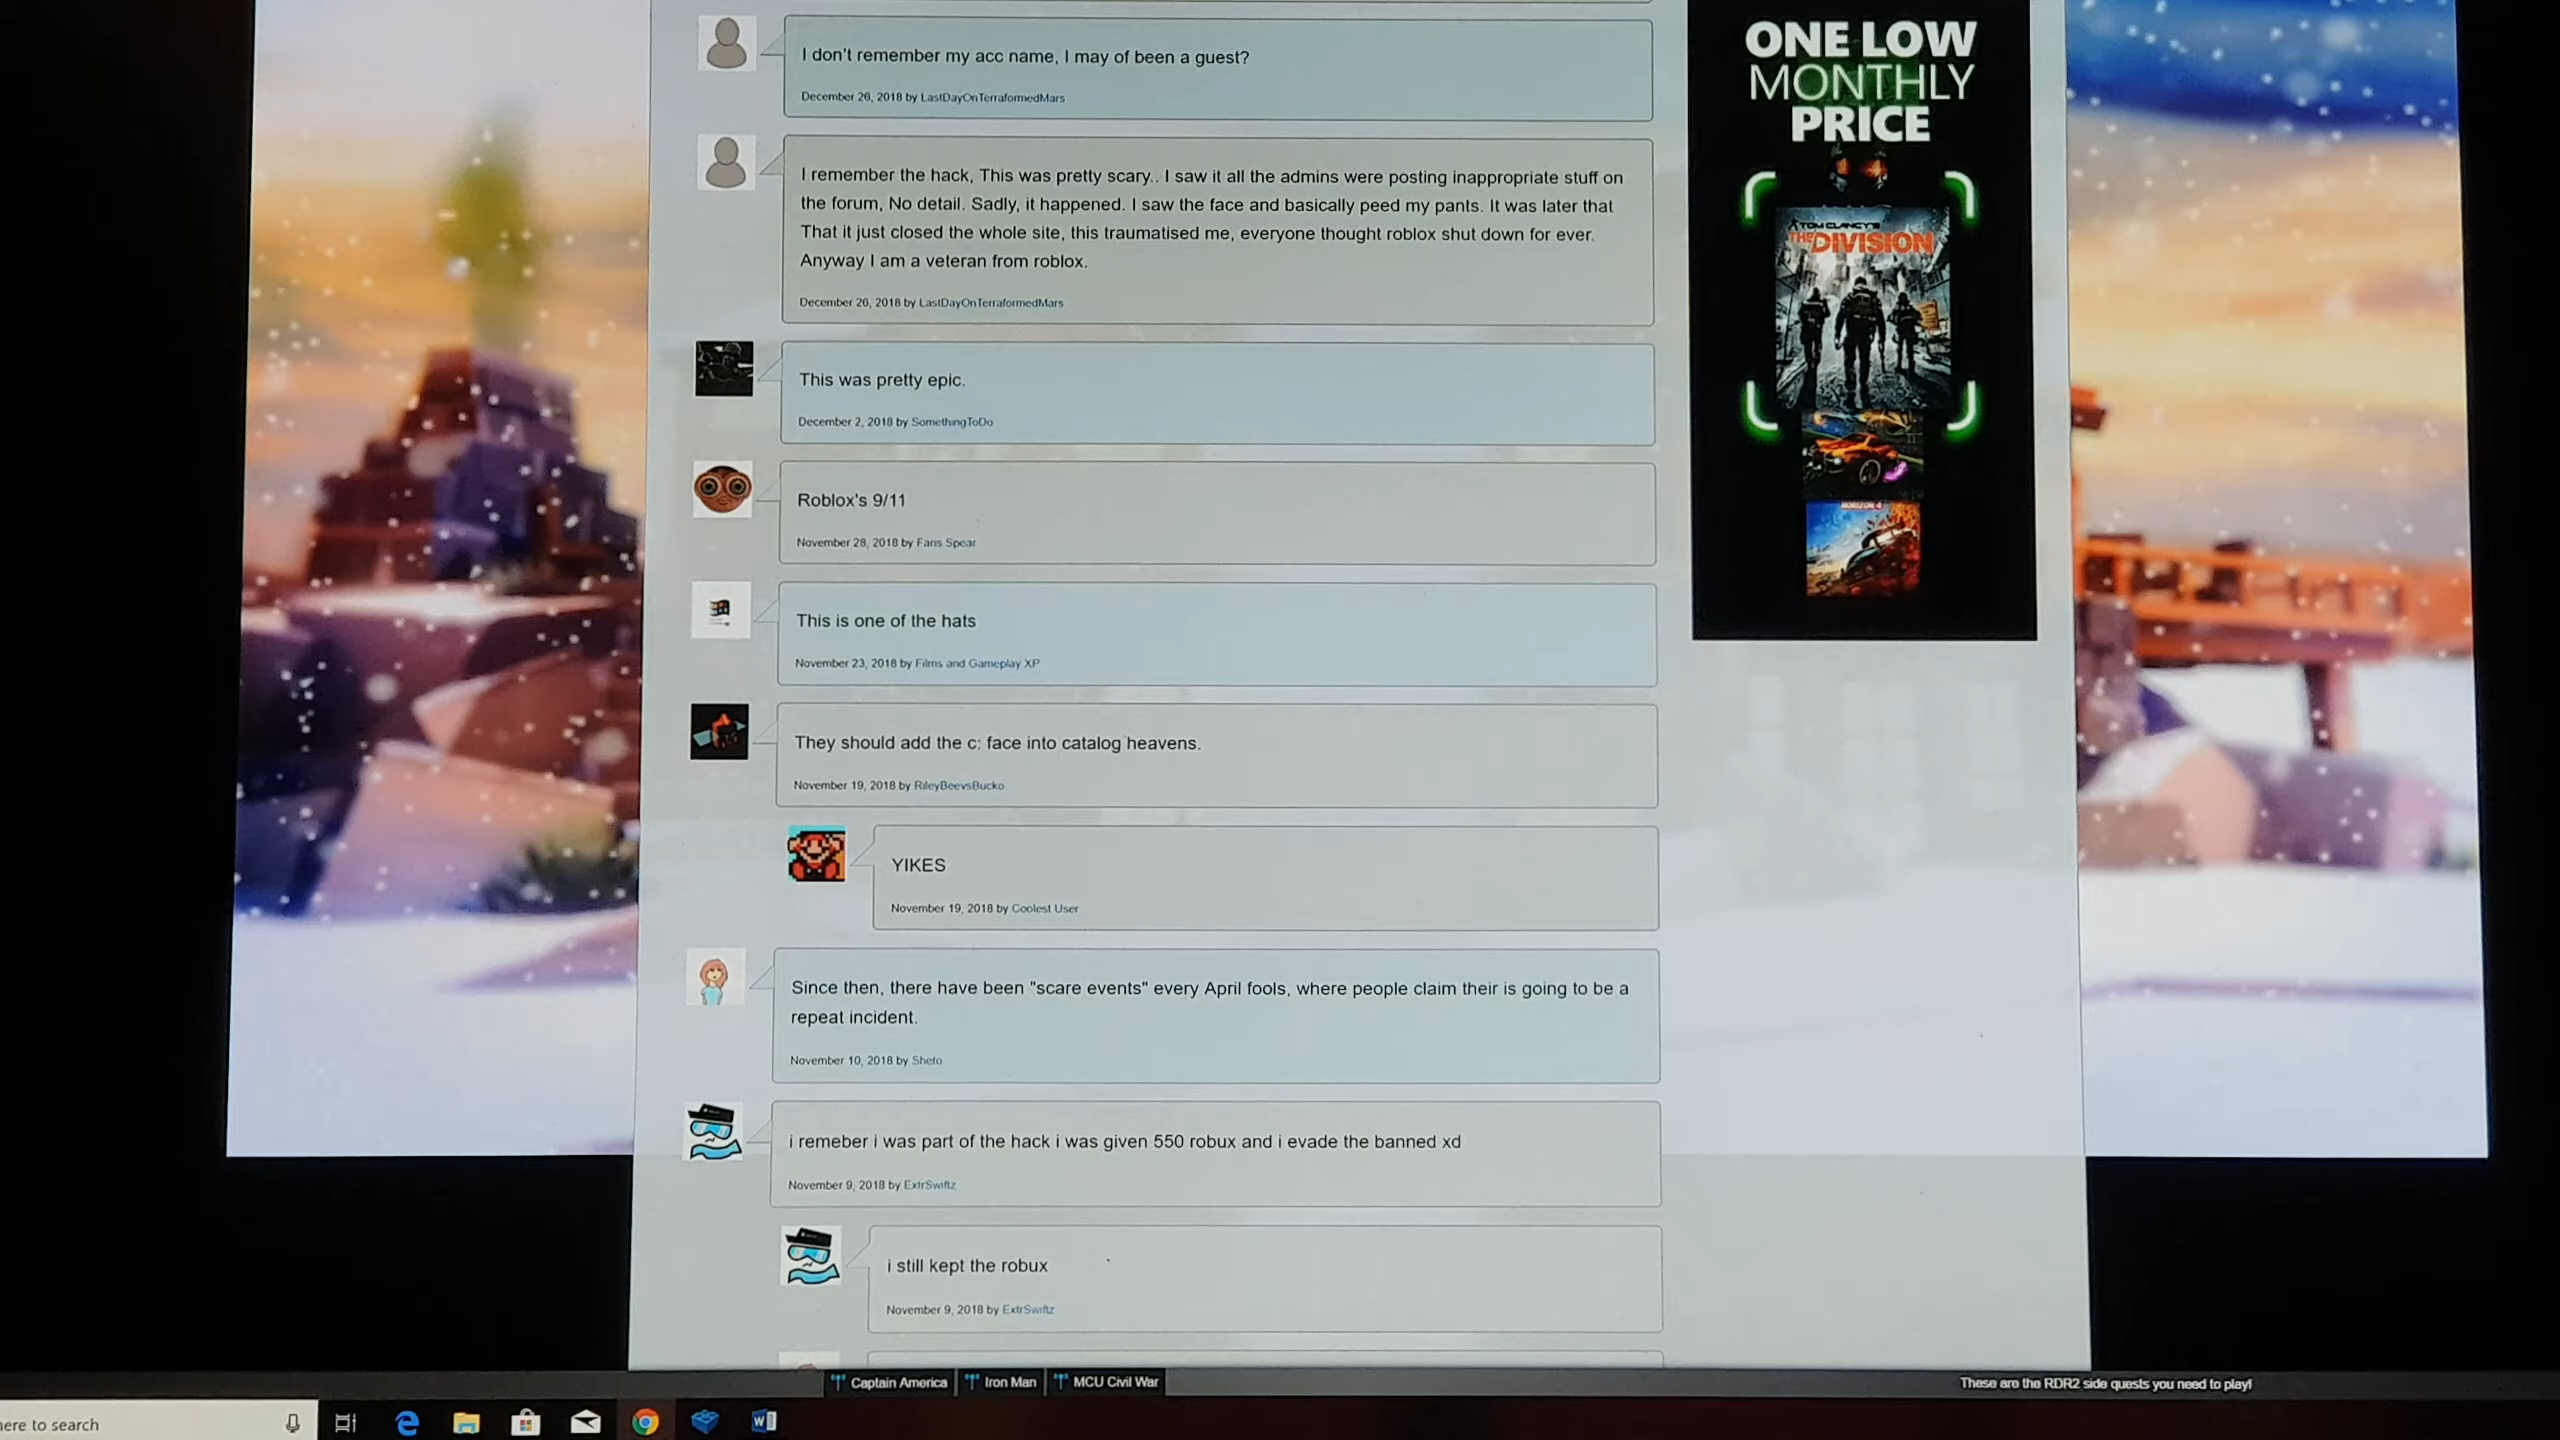 I don't remember my acc name, I may of been a guest?
December 26, 2018 by LastDayOnTerraformedMars
I remember the hack, This was pretty scary.. I saw it all the admins were posting inappropriate stuff on
the forum, No detail. Sadly, it happened. I saw the face and basically peed my pants. It was later that
That it just closed the whole site, this traumatised me, everyone thought roblox shut down for ever.
Anyway I am a veteran from roblox.
December 26, 2018 by LastDayOnTerraformedMars
This was pretty epic.
December 2, 2018 by SomethingToDo
Roblox's 9/11
November 28, 2018 by Faris Spear
This is one of the hats
November 23, 2018 by Films and Gameplay XP
They should add the c: face into catalog heavens.
November 19, 2018 by RileyBeevsBucko
YIKES
November 19, 2018 by Coolest User
Since then, there have been "scare events" every April fools, where people claim their is going to be a
repeat incident.
November 10, 2018 by Sheto
i remeber i was part of the hack i was given 550 robux and i evade the banned xd
November 9, 2018 by ExtrSwiftz
i still kept the robux
November 9, 2018 by ExtrSwiftz
ONE LOW
MONTHLY
PRICE
TOM CLANCY'S
THE DIVISION
HORIZON 4
Captain America
Iron Man
MCU Civil War
These are the RDR2 side quests you need to play!
ere to search